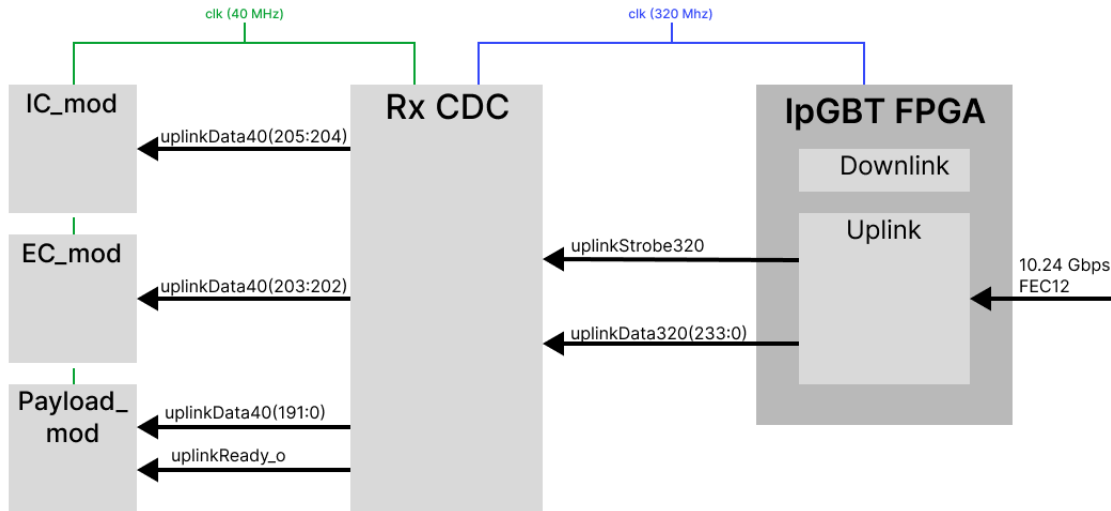 clk (40 MHz)
clk (320 Mhz)
IC_mod
uplinkData40(205:204)
EC_mod
uplinkData40(203:202)
Payload_
mod
uplinkData40(191:0)
uplinkReady_o
Rx CDC
uplinkStrobe320
uplinkData320(233:0)
lpGBT FPGA
Downlink
Uplink
10.24 Gbps
FEC12